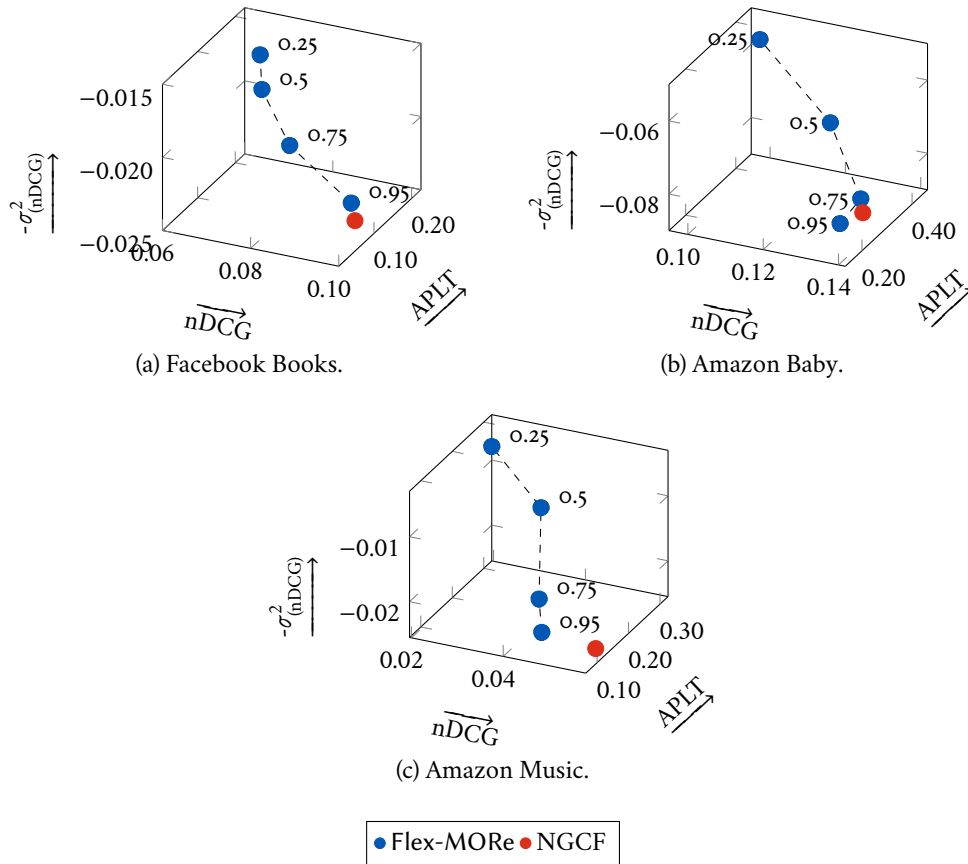 0.25
0.5
0.75
0.95
−0.015
−0.020
−0.025
-σ²(nDCG)
0.06
0.08
0.10
0.10
0.20
nDCG
APLT
(a) Facebook Books.
0.25
0.5
0.75
0.95
−0.06
−0.08
-σ²(nDCG)
0.10
0.12
0.14
0.20
0.40
nDCG
APLT
(b) Amazon Baby.
0.25
0.5
0.75
0.95
−0.01
−0.02
-σ²(nDCG)
0.02
0.04
0.10
0.20
0.30
nDCG
APLT
(c) Amazon Music.
Flex-MORe NGCF